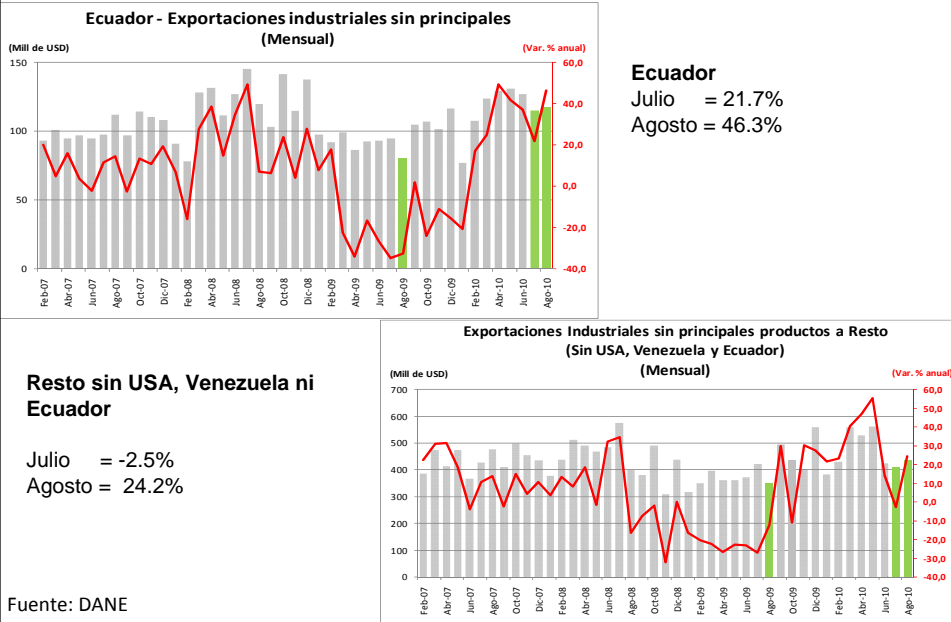 Ecuador - Exportaciones industriales sin principales
(Mensual)
(Mill de USD)
(Var. % anual)
150
100
50
0
60,0
40,0
20,0
0,0
-20,0
-40,0
Feb-07
Abr-07
Jun-07
Ago-07
Oct-07
Dic-07
Feb-08
Abr-08
Jun-08
Ago-08
Oct-08
Dic-08
Feb-09
Abr-09
Jun-09
Ago-09
Oct-09
Dic-09
Feb-10
Abr-10
Jun-10
Ago-10
Ecuador
Julio = 21.7%
Agosto = 46.3%
Resto sin USA, Venezuela ni
Ecuador
Julio = -2.5%
Agosto = 24.2%
Exportaciones Industriales sin principales productos a Resto
(Sin USA, Venezuela y Ecuador)
(Mensual)
(Mill de USD)
(Var. % anual)
700
600
500
400
300
200
100
0
60,0
50,0
40,0
30,0
20,0
10,0
0,0
-10,0
-20,0
-30,0
-40,0
Feb-07
Abr-07
Jun-07
Ago-07
Oct-07
Dic-07
Feb-08
Abr-08
Jun-08
Ago-08
Oct-08
Dic-08
Feb-09
Abr-09
Jun-09
Ago-09
Oct-09
Dic-09
Feb-10
Abr-10
Jun-10
Ago-10
Fuente: DANE